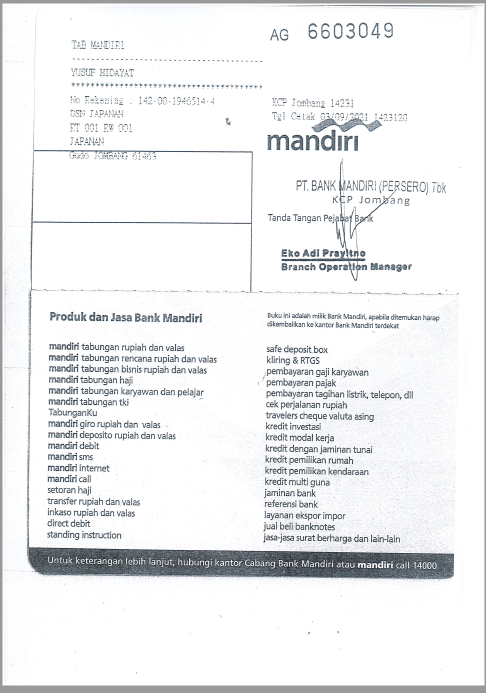 AG 6603049
TAB MANDIRI
YUSUF HIDAYAT
No Rekening : 142-00-1946514-4
DSN JAPANAN
RT 001 RW 001
JAPANAN
Gudo JOMBANG 61463
KCP Jombang 14231
Tgl Cetak 03/09/2021 1423120
mandırı
PT. BANK MANDIRI (PERSERO) Tbk
KCP Jombang
Tanda Tangan Pejabat Bank
Eko Adi Prayitno
Branch Operation Manager
Produk dan Jasa Bank Mandiri
mandiri tabungan rupiah dan valas
mandiri tabungan rencana rupiah dan valas
mandiri tabungan bisnis rupiah dan valas
mandiri tabungan haji
mandiri tabungan karyawan dan pelajar
mandiri tabungan tki
TabunganKu
mandiri giro rupiah dan valas
mandiri deposito rupiah dan valas
mandiri debit
mandiri sms
mandiri internet
mandiri call
setoran haji
transfer rupiah dan valas
inkaso rupiah dan valas
direct debit
standing instruction
Buku ini adalah milik Bank Mandiri, apabila ditemukan harap
dikembalikan ke kantor Bank Mandiri terdekat
safe deposit box
kliring & RTGS
pembayaran gaji karyawan
pembayaran pajak
pembayaran tagihan listrik, telepon, dll
cek perjalanan rupiah
travelers cheque valuta asing
kredit investasi
kredit modal kerja
kredit dengan jaminan tunai
kredit pemilikan rumah
kredit pemilikan kendaraan
kredit multi guna
jaminan bank
referensi bank
layanan ekspor impor
jual beli banknotes
jasa-jasa surat berharga dan lain-lain
Untuk keterangan lebih lanjut, hubungi kantor Cabang Bank Mandiri atau mandiri call 14000